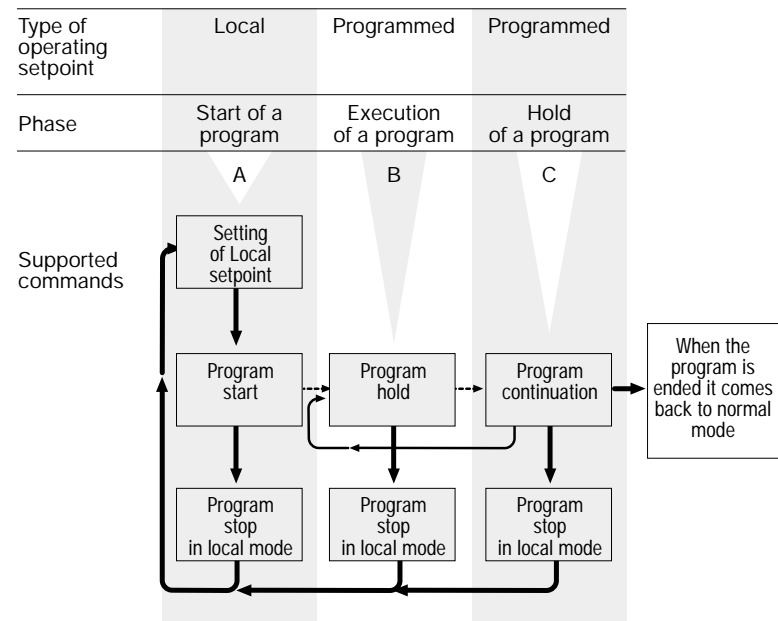 Type of
operating
setpoint
Local
Programmed
Programmed
Phase
Start of a
program
Execution
of a program
Hold
of a program
A
B
C
Supported
commands
Setting
of Local
setpoint
Program
start
Program
hold
Program
continuation
When the
program is
ended it comes
back to normal
mode
Program
stop
in local mode
Program
stop
in local mode
Program
stop
in local mode